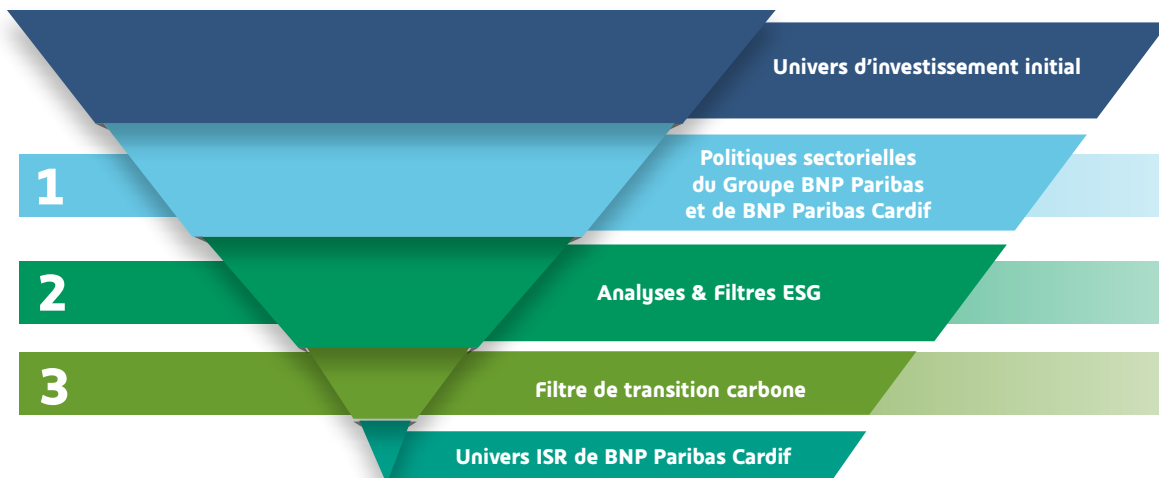 Univers d'investissement initial
1
Politiques sectorielles
du Groupe BNP Paribas
et de BNP Paribas Cardif
2
Analyses & Filtres ESG
3
Filtre de transition carbone
Univers ISR de BNP Paribas Cardif